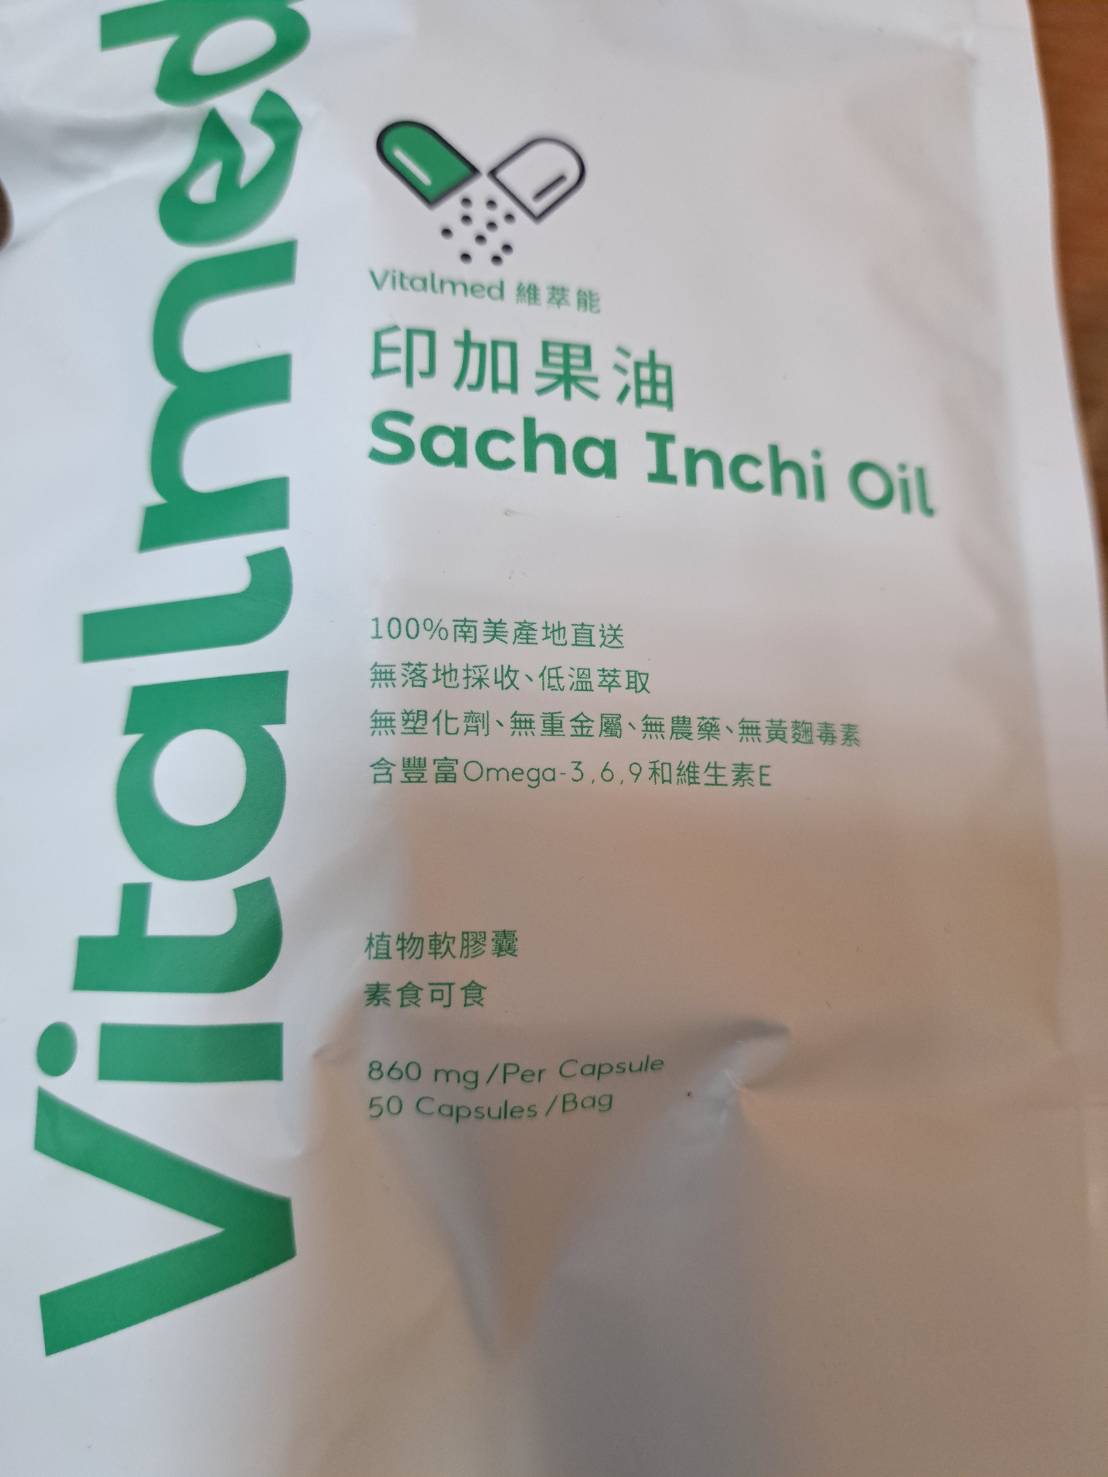 Vitalmed
Vitalmed 維萃能
印加果油
Sacha Inchi Oil
100%南美產地直送
無落地採收、低溫萃取
無塑化劑、無重金屬、無農藥、無黃麴毒素
含豐富Omega-3,6,9和維生素E
植物軟膠囊
素食可食
860 mg/Per Capsule
50 Capsules/Bag